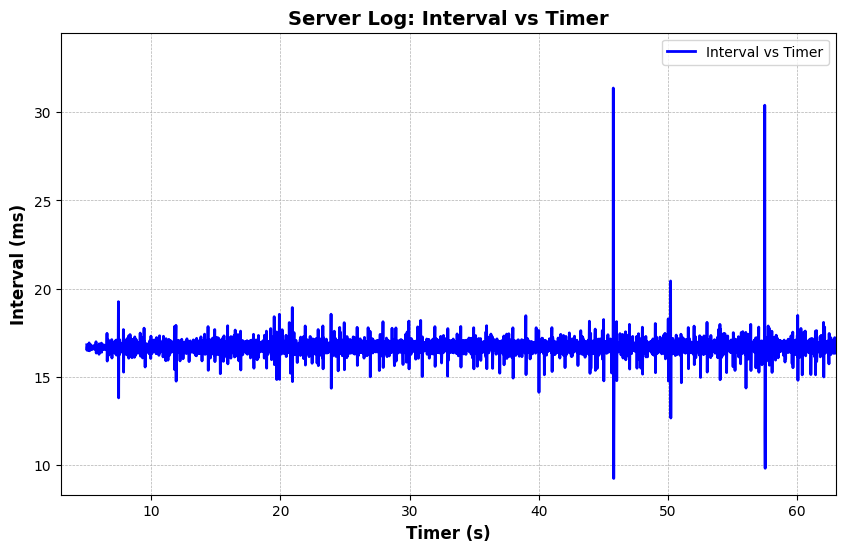 Server Log: Interval vs Timer
Interval vs Timer
30
25
20
15
10
Interval (ms)
10 20 30 40 50 60
Timer (s)